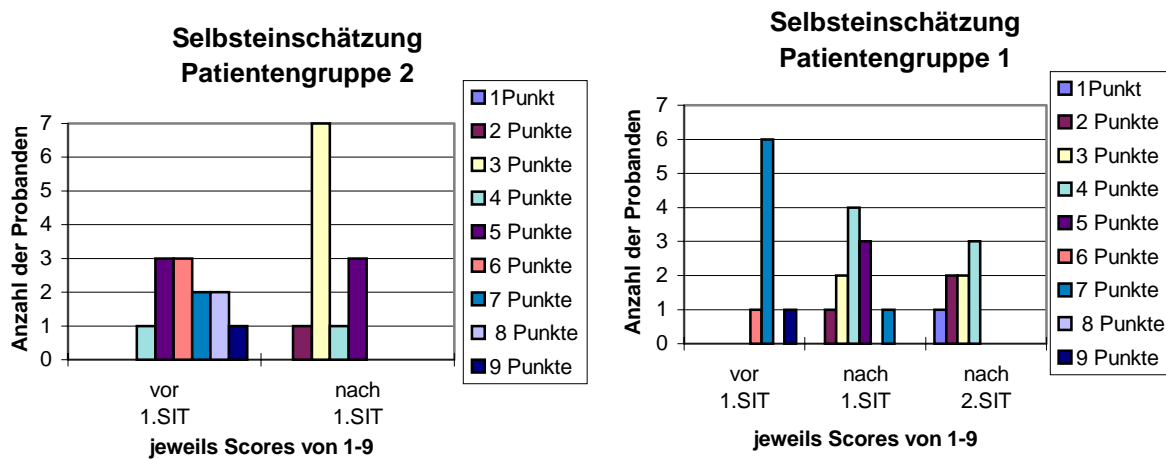 Selbsteinschätzung
Patientengruppe 2
Anzahl der Probanden
7
6
5
4
3
2
1
0
vor
1.SIT
nach
1.SIT
jeweils Scores von 1-9
1Punkt
2 Punkte
3 Punkte
4 Punkte
5 Punkte
6 Punkte
7 Punkte
8 Punkte
9 Punkte
Selbsteinschätzung
Patientengruppe 1
Anzahl der Probanden
7
6
5
4
3
2
1
0
vor
1.SIT
nach
1.SIT
nach
2.SIT
jeweils Scores von 1-9
1Punkt
2 Punkte
3 Punkte
4 Punkte
5 Punkte
6 Punkte
7 Punkte
8 Punkte
9 Punkte